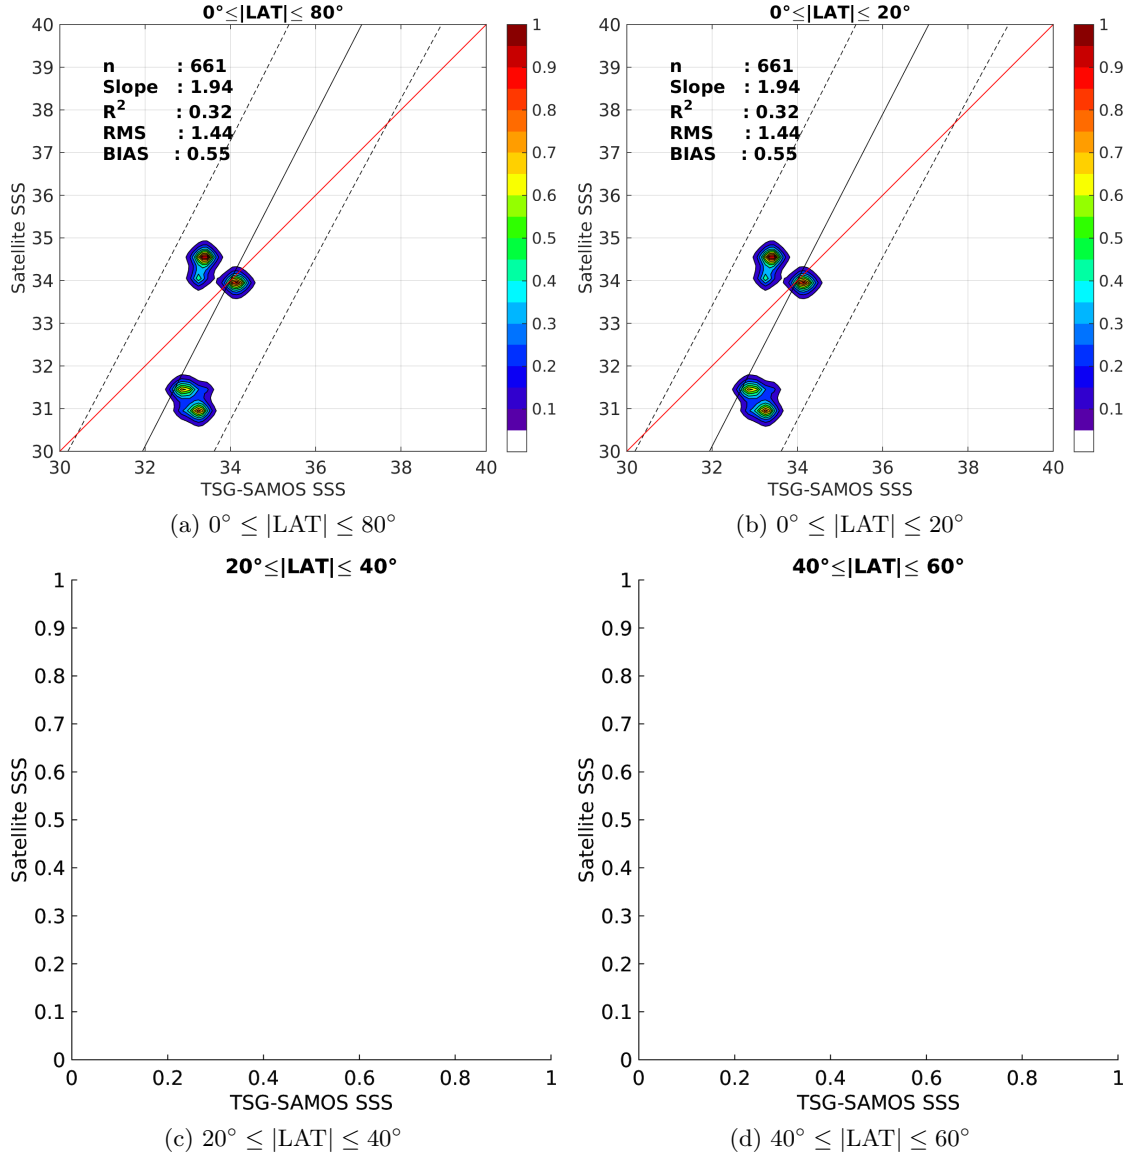 0°≤|LAT|≤ 80°
40
39
38
37
36
35
34
33
32
31
30
n : 661
Slope : 1.94
R² : 0.32
RMS : 1.44
BIAS : 0.55
Satellite SSS
30 32 34 36 38 40
TSG-SAMOS SSS
1
0.9
0.8
0.7
0.6
0.5
0.4
0.3
0.2
0.1
(a) 0° ≤ |LAT| ≤ 80°
0°≤|LAT|≤ 20°
40
39
38
37
36
35
34
33
32
31
30
n : 661
Slope : 1.94
R² : 0.32
RMS : 1.44
BIAS : 0.55
Satellite SSS
30 32 34 36 38 40
TSG-SAMOS SSS
1
0.9
0.8
0.7
0.6
0.5
0.4
0.3
0.2
0.1
(b) 0° ≤ |LAT| ≤ 20°
20°≤|LAT|≤ 40°
1
0.9
0.8
0.7
0.6
0.5
0.4
0.3
0.2
0.1
0
Satellite SSS
0 0.2 0.4 0.6 0.8 1
TSG-SAMOS SSS
(c) 20° ≤ |LAT| ≤ 40°
40°≤|LAT|≤ 60°
1
0.9
0.8
0.7
0.6
0.5
0.4
0.3
0.2
0.1
0
Satellite SSS
0 0.2 0.4 0.6 0.8 1
TSG-SAMOS SSS
(d) 40° ≤ |LAT| ≤ 60°